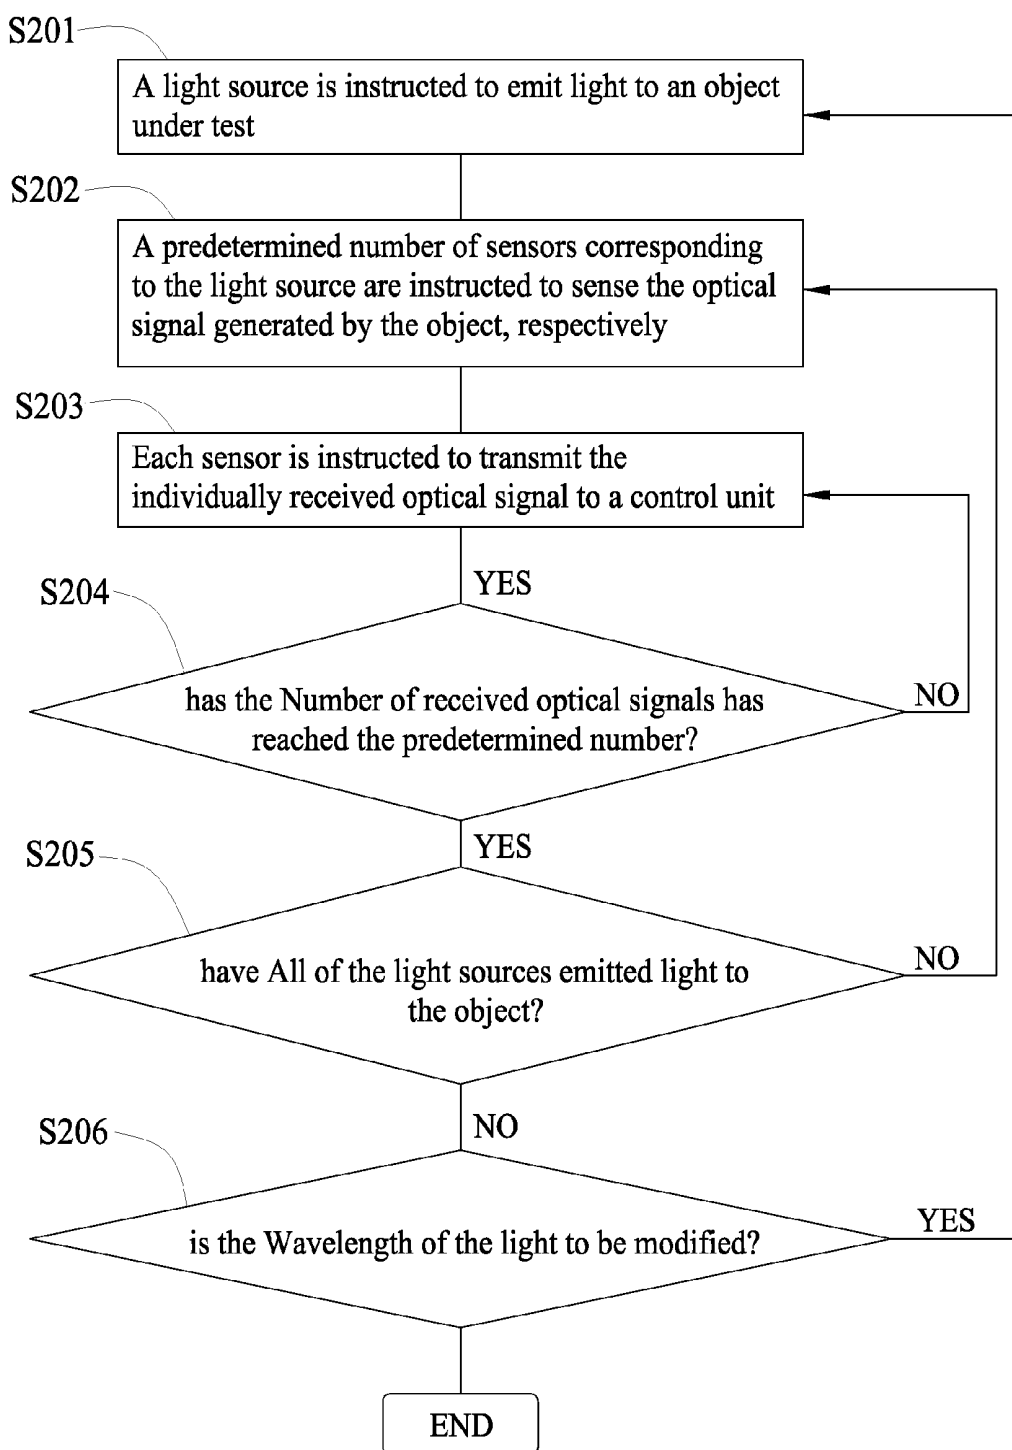 S201
A light source is instructed to emit light to an object
under test
S202
A predetermined number of sensors corresponding
to the light source are instructed to sense the optical
signal generated by the object, respectively
S203
Each sensor is instructed to transmit the
individually received optical signal to a control unit
YES
S204
has the Number of received optical signals has
reached the predetermined number?
NO
YES
S205
have All of the light sources emitted light to
the object?
NO
NO
S206
is the Wavelength of the light to be modified?
YES
END